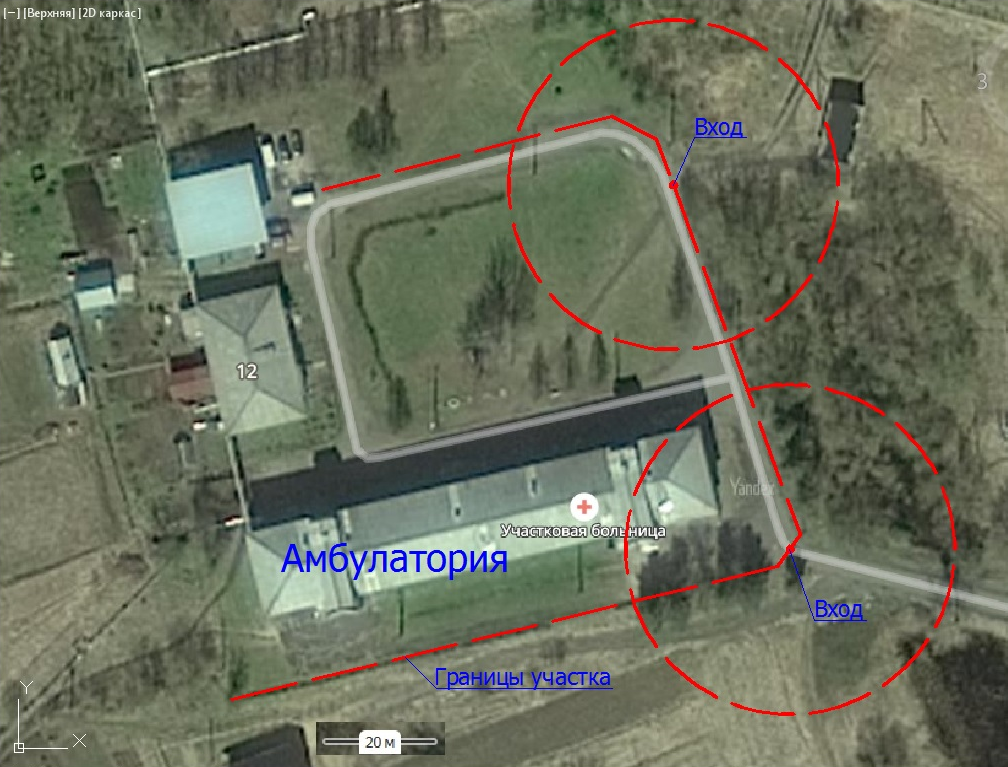 [−] [Верхняя] [2D каркас]
3
Вход
12
Yandex
Участковая больница
Амбулатория
Вход
Границы участка
Y
X
20 м